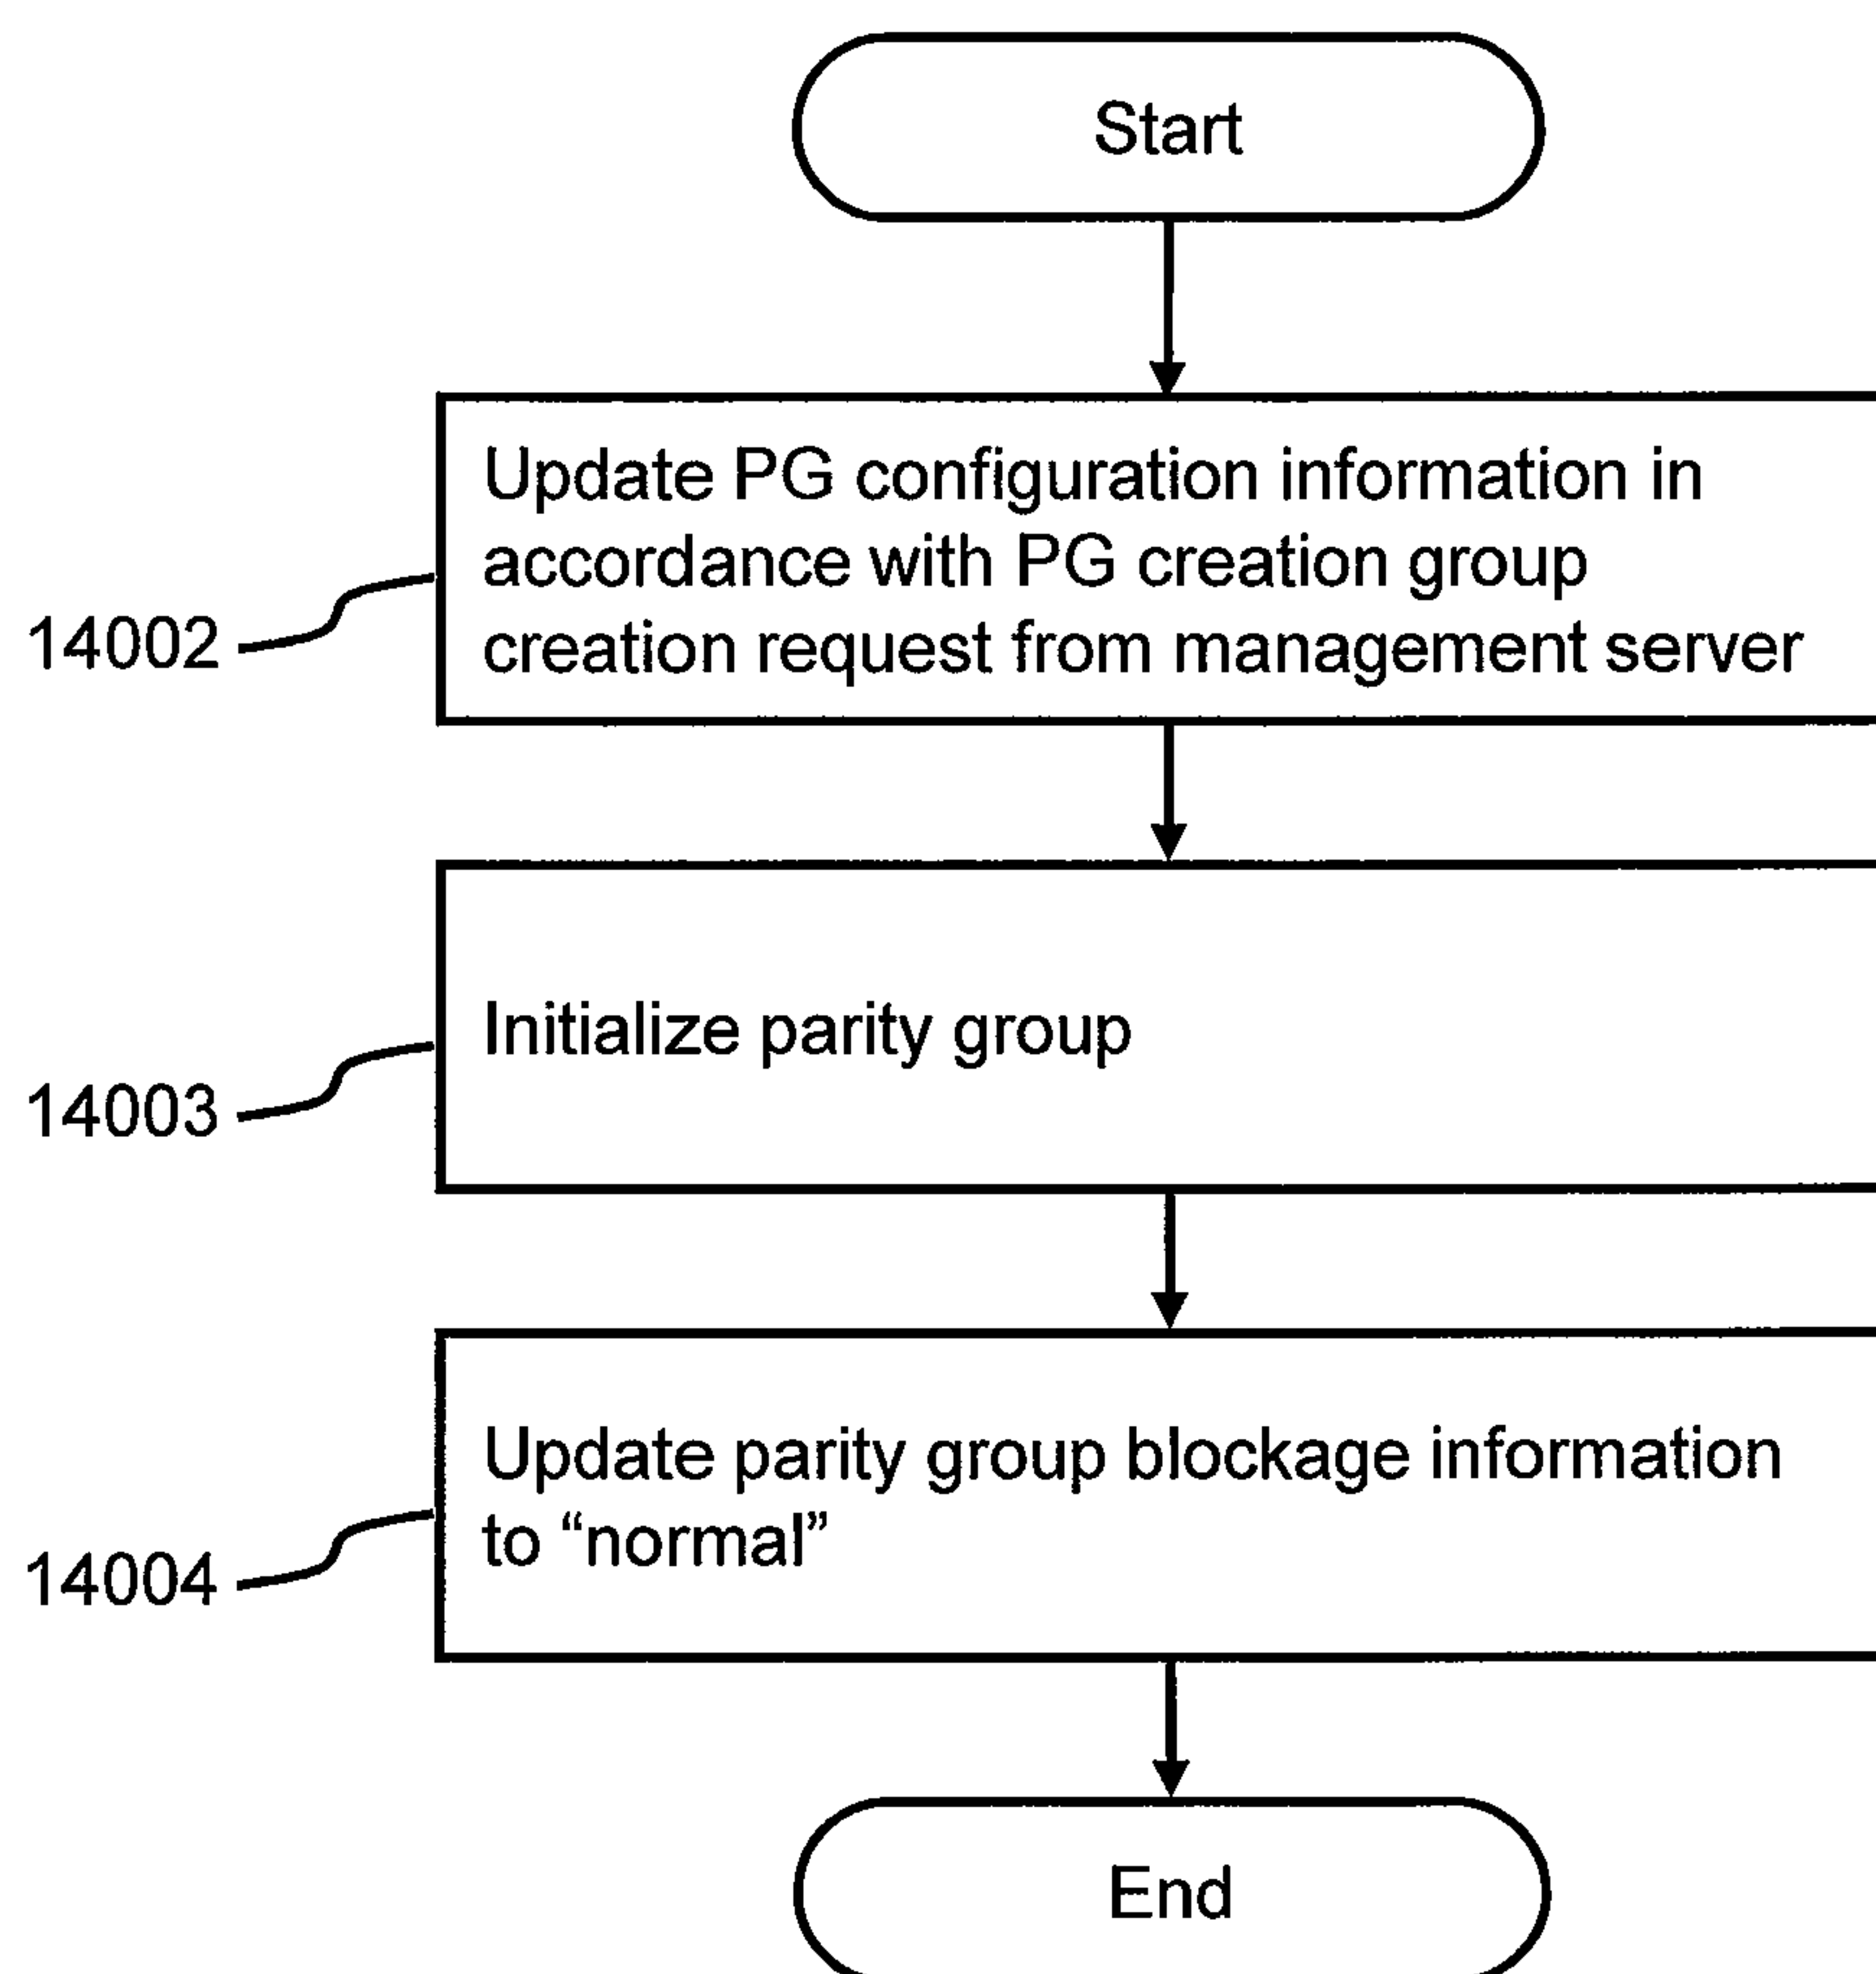 Start
Update PG configuration information in
accordance with PG creation group
creation request from management server
14002
Initialize parity group
14003
Update parity group blockage information
to “normal”
14004
End